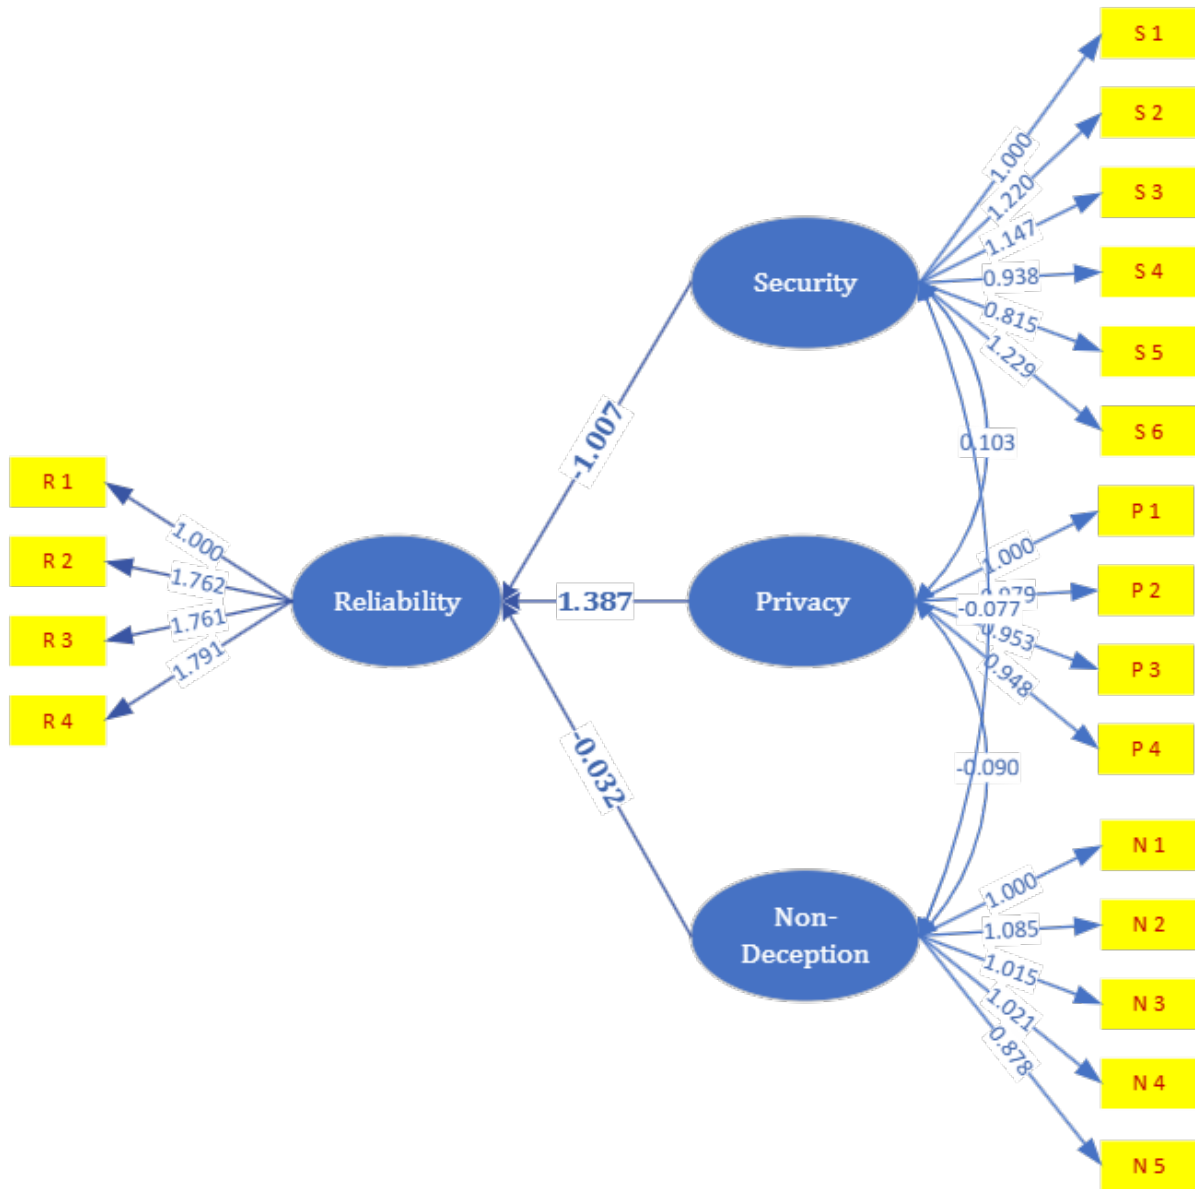 S 1
S 2
S 3
S 4
S 5
S 6
1.000
1.220
1.147
0.938
0.815
1.229
Security
-1.007
0.103
R 1
R 2
R 3
R 4
1.000
1.762
1.761
1.791
Reliability
1.387
Privacy
P 1
P 2
P 3
P 4
1.000
-0.077
0.953
0.948
-0.032
-0.090
Non-
Deception
N 1
N 2
N 3
N 4
N 5
1.000
1.085
1.015
1.021
0.878